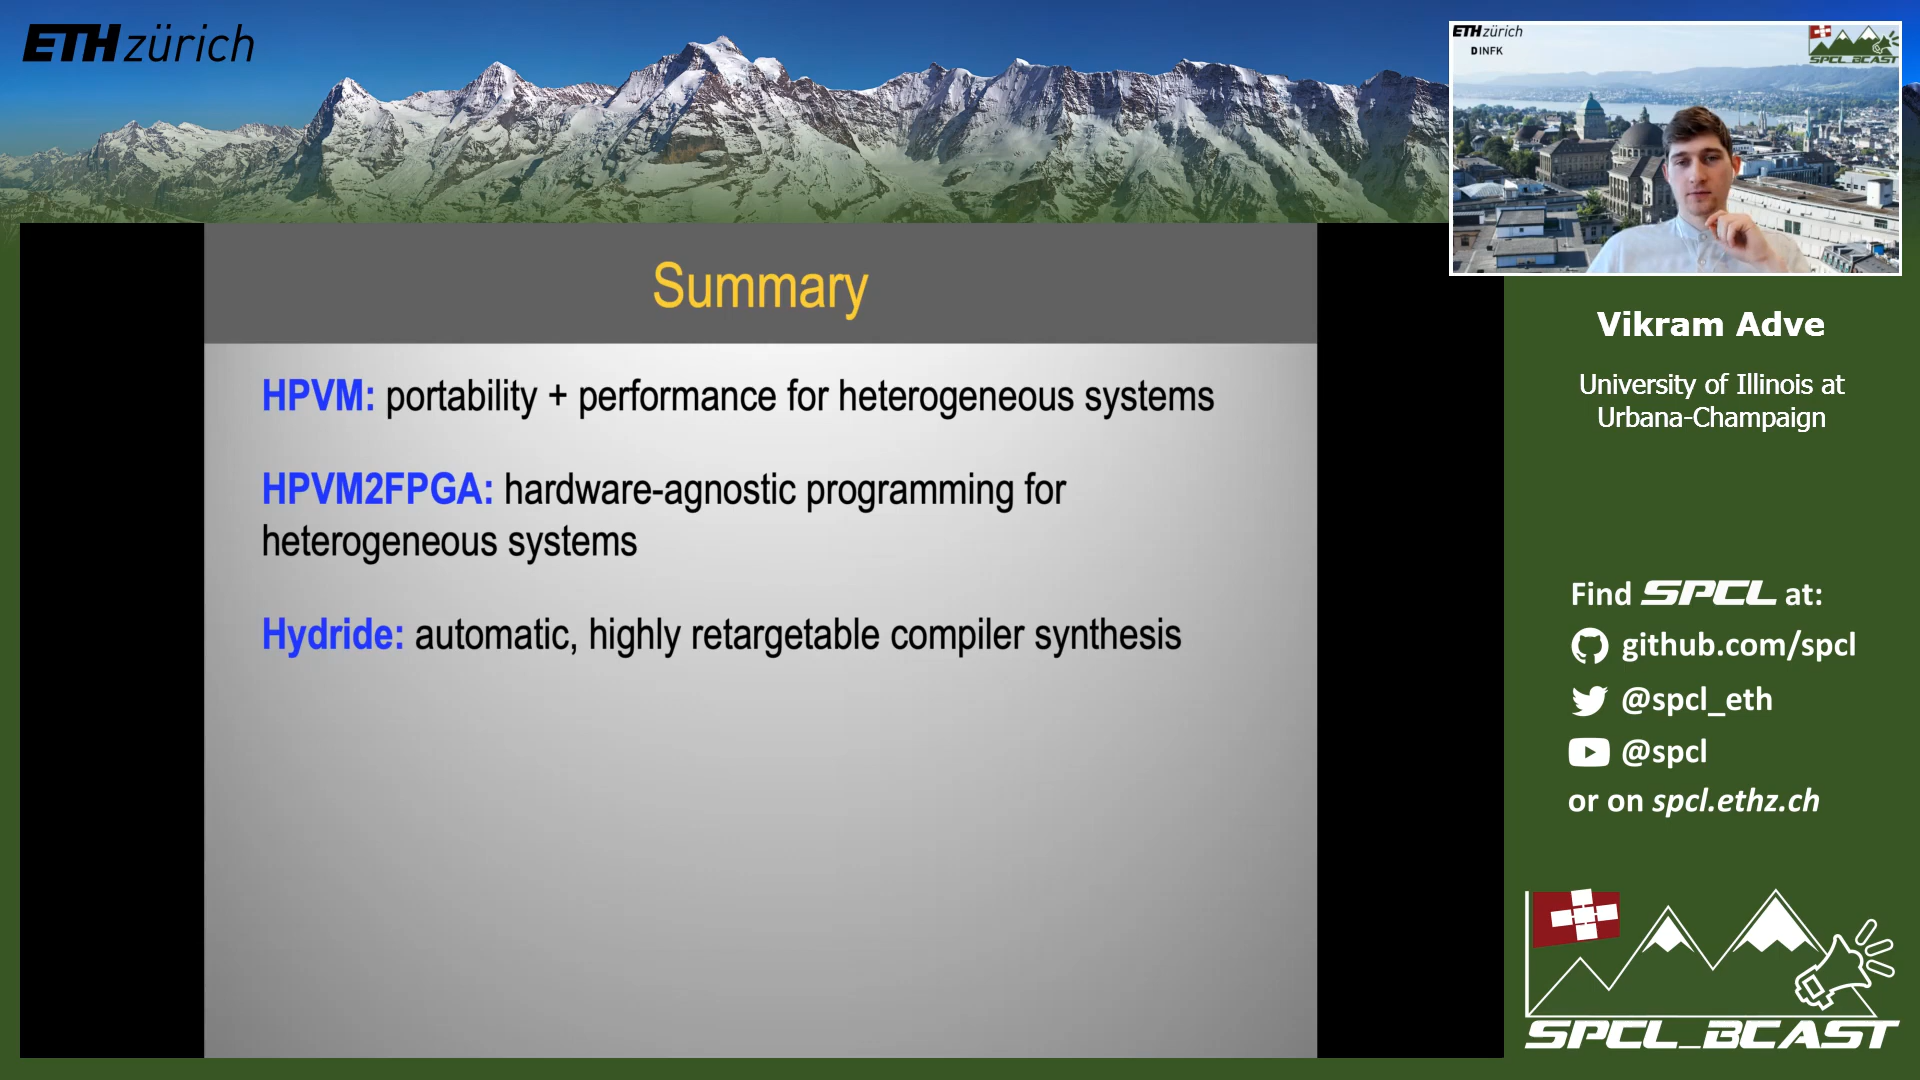 ETH zürich
ETH zürich
D INFK
SPCL_BCAST
Summary
HPVM: portability + performance for heterogeneous systems
HPVM2FPGA: hardware-agnostic programming for
heterogeneous systems
Hydride: automatic, highly retargetable compiler synthesis
Vikram Adve
University of Illinois at
Urbana-Champaign
Find SPCL at:
github.com/spcl
@spcl_eth
@spcl
or on spcl.ethz.ch
SPCL_BCAST